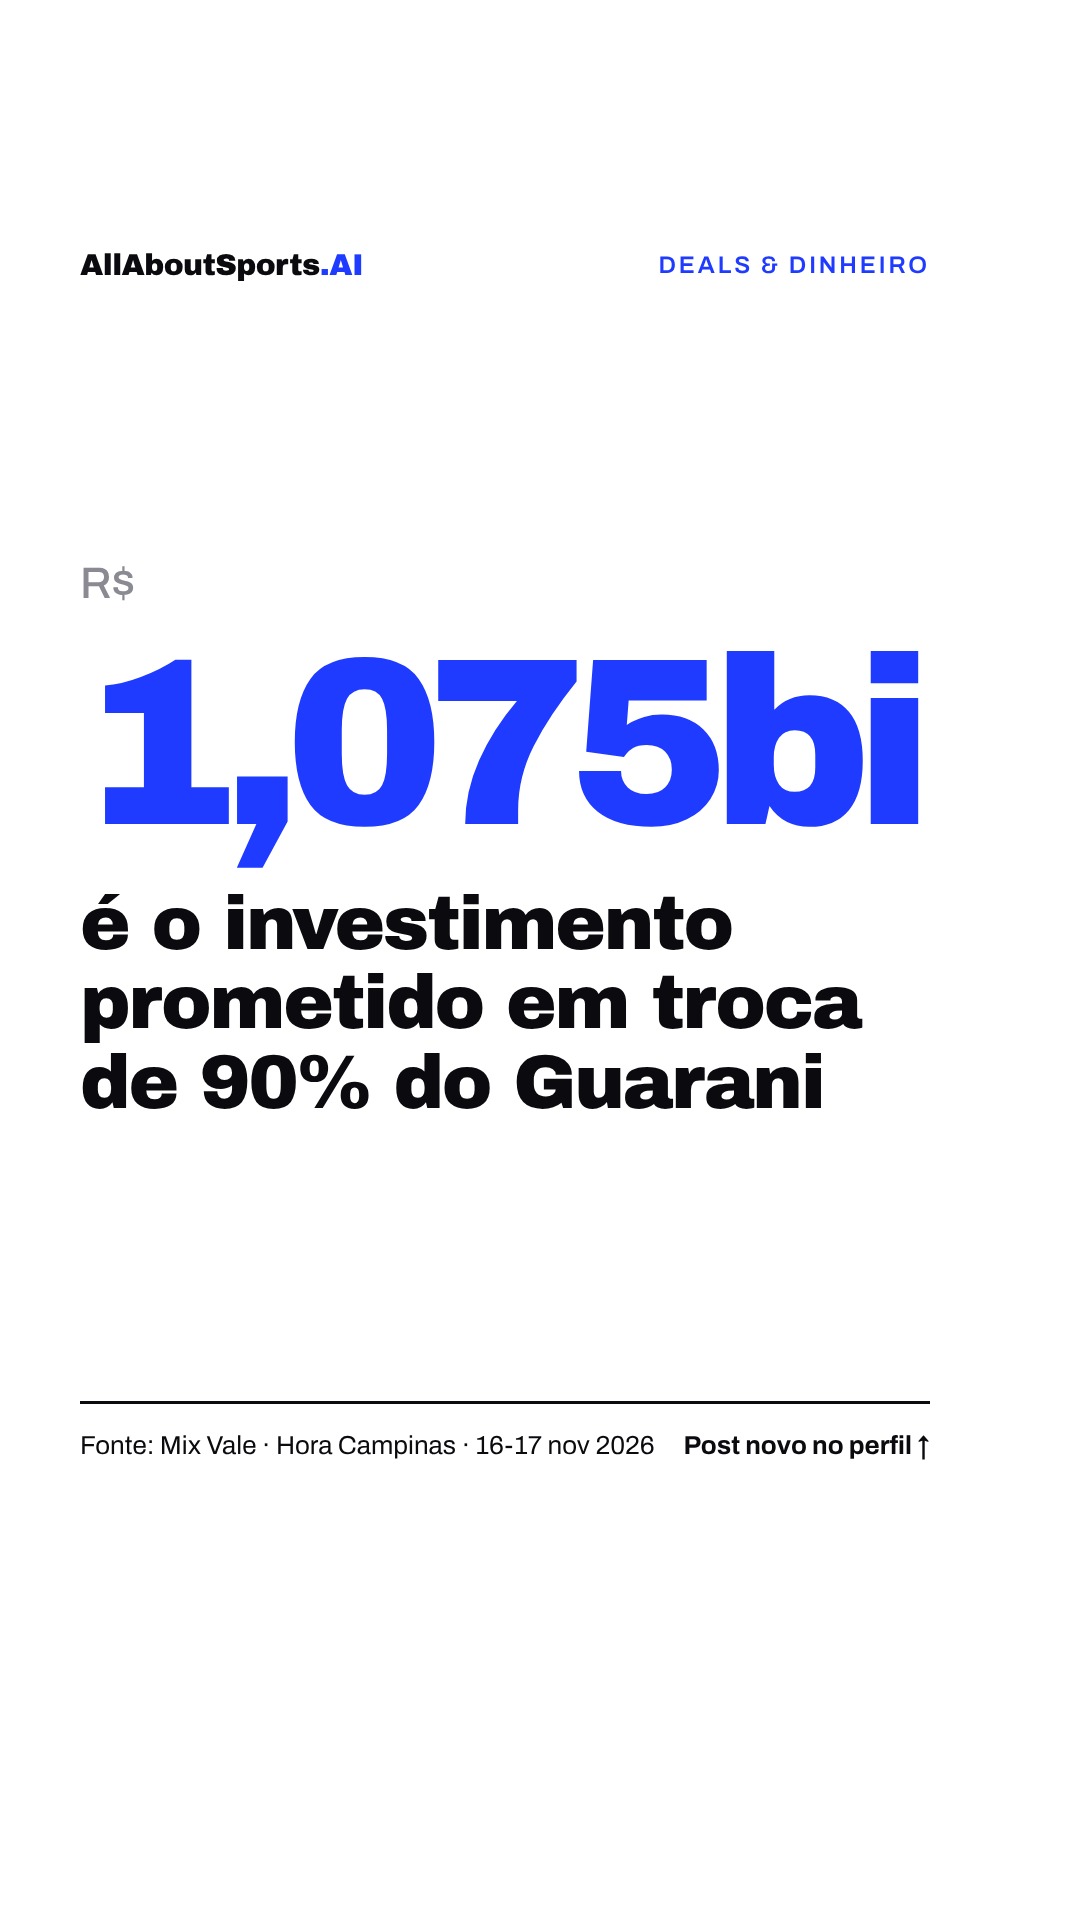 AllAboutSports.AI
DEALS & DINHEIRO
R$
1,075bi
é o investimento
prometido em troca
de 90% do Guarani
Fonte: Mix Vale · Hora Campinas · 16-17 nov 2026
Post novo no perfil ↑